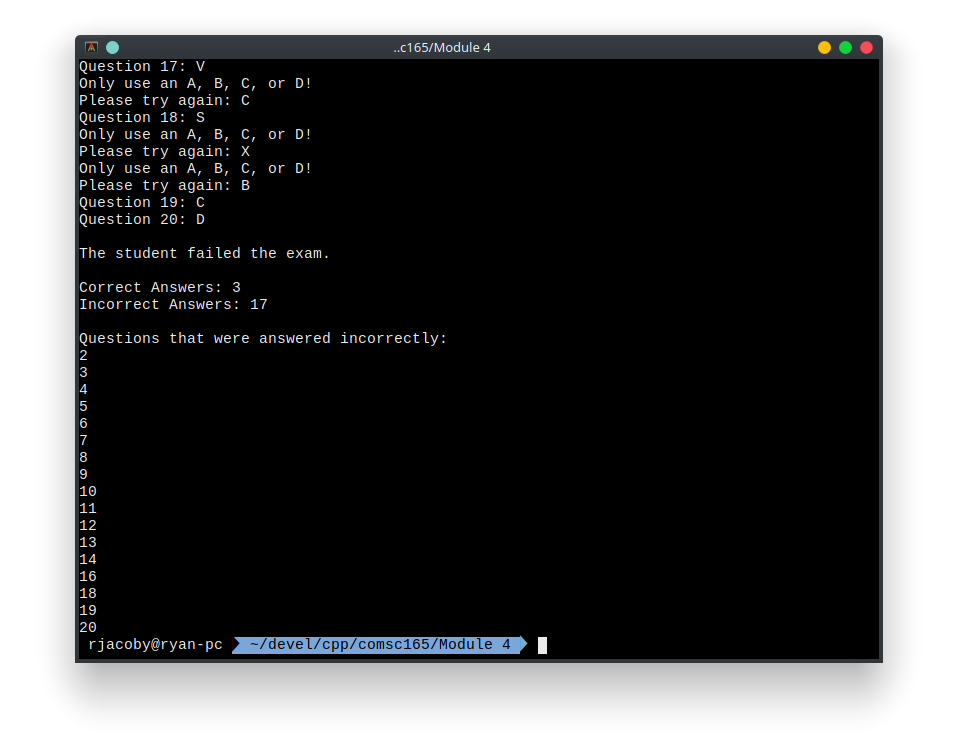 ..c165/Module 4
Question 17: V
Only use an A, B, C, or D!
Please try again: C
Question 18: S
Only use an A, B, C, or D!
Please try again: X
Only use an A, B, C, or D!
Please try again: B
Question 19: C
Question 20: D
The student failed the exam.
Correct Answers: 3
Incorrect Answers: 17
Questions that were answered incorrectly:
2
3
4
5
6
7
8
9
10
11
12
13
14
16
18
19
20
rjacoby@ryan-pc ~/devel/cpp/comsc165/Module 4